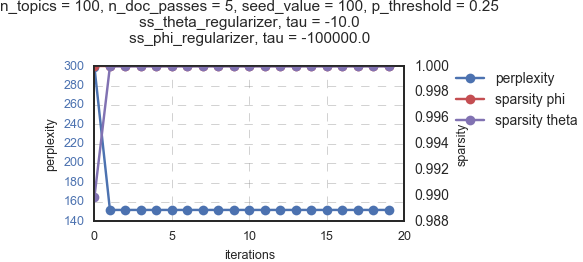 n_topics = 100, n_doc_passes = 5, seed_value = 100, p_threshold = 0.25
ss_theta_regularizer, tau = -10.0
ss_phi_regularizer, tau = -100000.0
300
280
260
240
220
200
180
160
140
perplexity
0
5
10
15
20
iterations
1.000
0.998
0.996
0.994
0.992
0.990
0.988
sparsity
perplexity
sparsity phi
sparsity theta